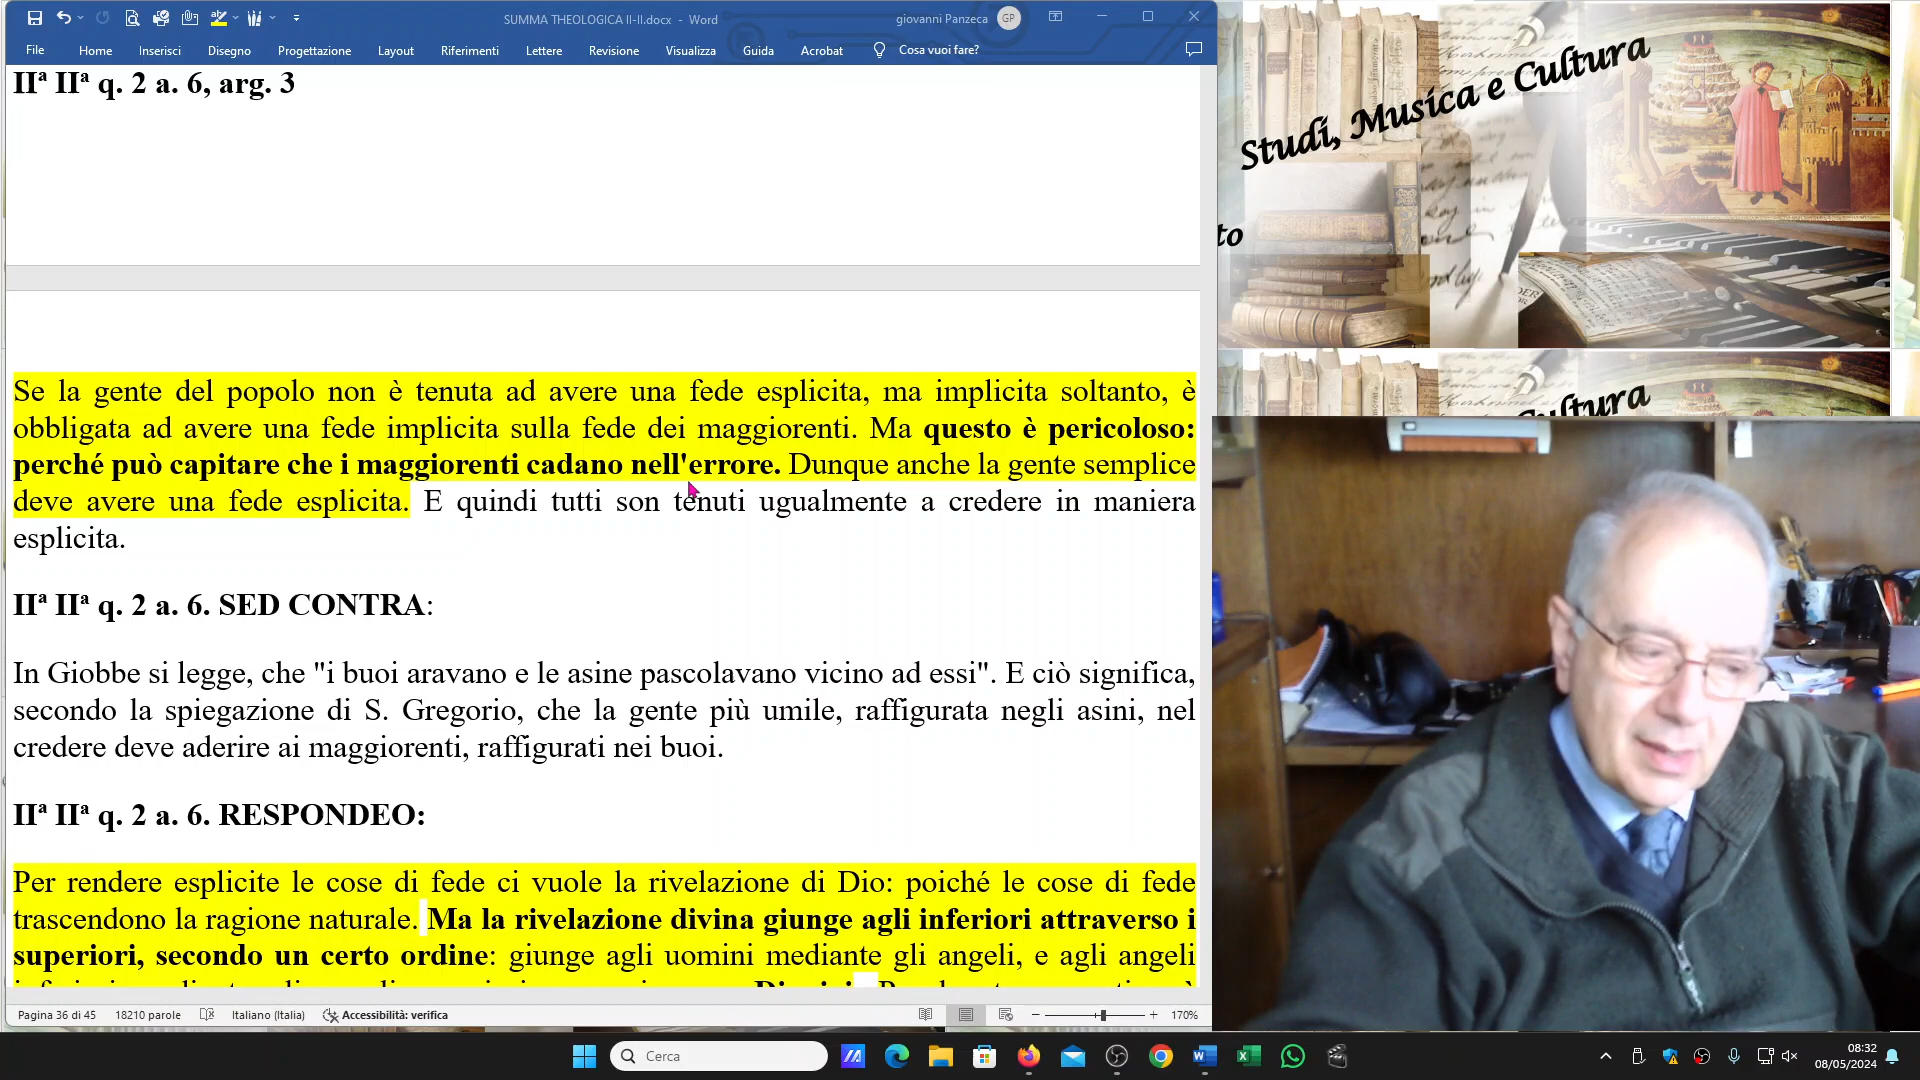 SUMMA THEOLOGICA II-II.docx - Word
giovanni Panzeca GP
File Home Inserisci Disegno Progettazione Layout Riferimenti Lettere Revisione Visualizza Guida Acrobat Cosa vuoi fare?
IIª IIª q. 2 a. 6, arg. 3
Se la gente del popolo non è tenuta ad avere una fede esplicita, ma implicita soltanto, è
obbligata ad avere una fede implicita sulla fede dei maggiorenti. Ma questo è pericoloso:
perché può capitare che i maggiorenti cadano nell'errore. Dunque anche la gente semplice
deve avere una fede esplicita. E quindi tutti son tenuti ugualmente a credere in maniera
esplicita.
IIª IIª q. 2 a. 6. SED CONTRA:
In Giobbe si legge, che "i buoi aravano e le asine pascolavano vicino ad essi". E ciò significa,
secondo la spiegazione di S. Gregorio, che la gente più umile, raffigurata negli asini, nel
credere deve aderire ai maggiorenti, raffigurati nei buoi.
IIª IIª q. 2 a. 6. RESPONDEO:
Per rendere esplicite le cose di fede ci vuole la rivelazione di Dio: poiché le cose di fede
trascendono la ragione naturale. Ma la rivelazione divina giunge agli inferiori attraverso i
superiori, secondo un certo ordine: giunge agli uomini mediante gli angeli, e agli angeli
Pagina 36 di 45 18210 parole Italiano (Italia) Accessibilità: verifica 170%
Studi, Musica e Cultura
to
Cultura
Cerca
08:32
08/05/2024